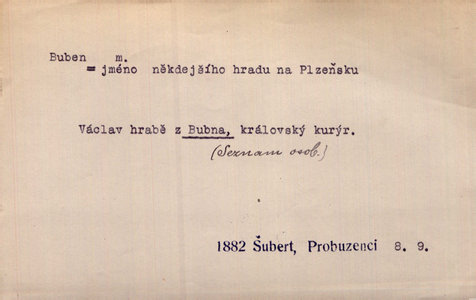 Buben m.
= jméno někdejšího hradu na Plzeňsku
Václav hrabě z Bubna, královský kurýr.
(Seznam osob.)
1882 Šubert, Probuzenci 8. 9.